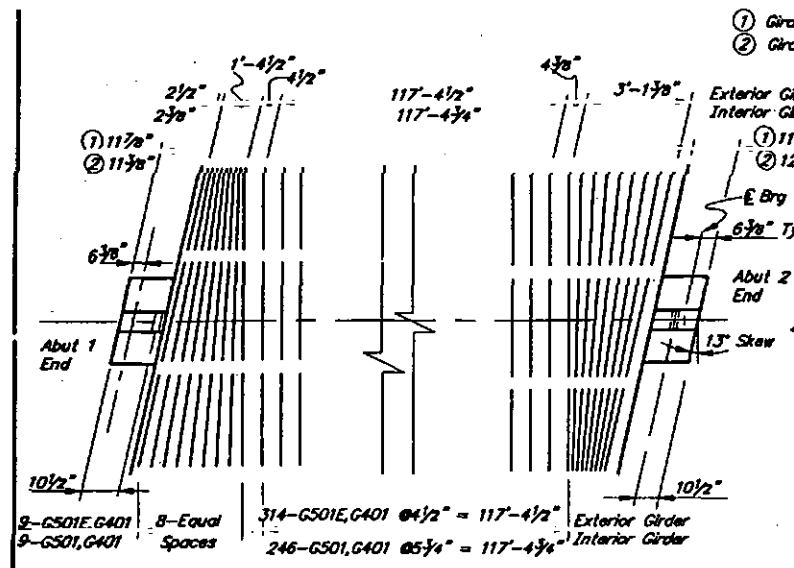 ① Gird
② Gird
1'-4½"
4½"
2½"
2⅜"
117'-4½"
117'-4¾"
4⅜"
3'-1⅜"
Exterior Gi
Interior Gi
① 11⅞"
② 11⅜"
① 11
② 12
℄ Brg
6⅜"
6⅜" Ty
Abut 1
End
Abut 2
End
13° Skew
10½"
10½"
9-G501E,G401
9-G501,G401
8-Equal
Spaces
314-G501E,G401 @4½" = 117'-4½"
246-G501,G401 @5¾" = 117'-4¾"
Exterior Girder
Interior Girder